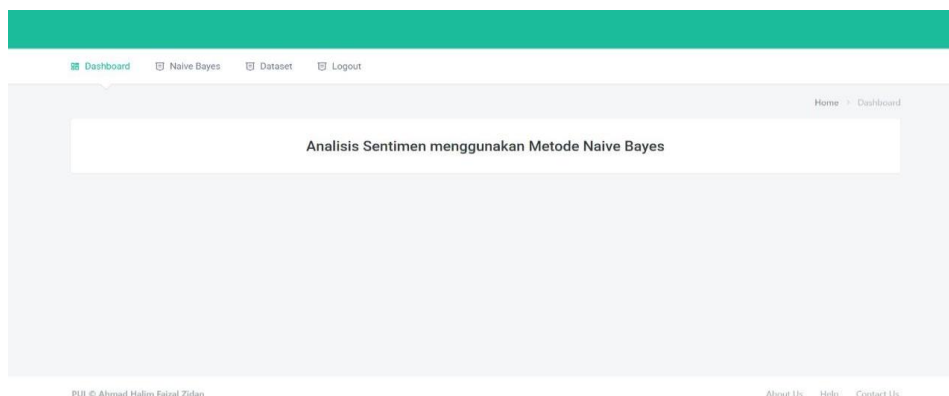 Dashboard Naive Bayes Dataset Logout
Home Dashboard
Analisis Sentimen menggunakan Metode Naive Bayes
© Ahmad Halim Faizal Zidan About Us Help Contact Us